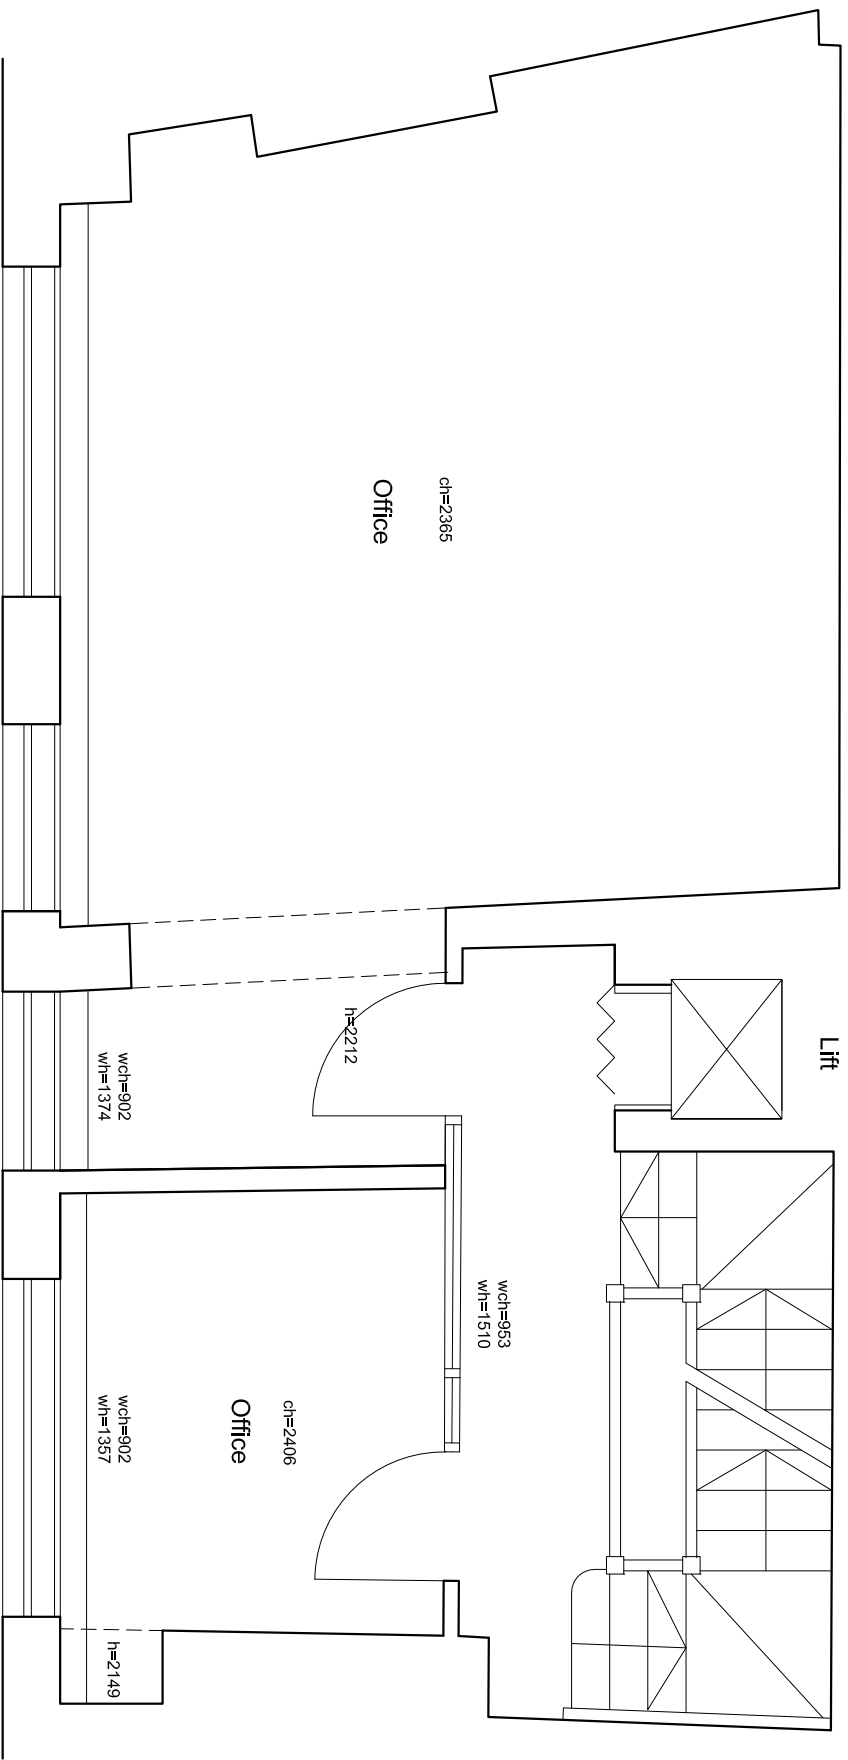 Lift
ch=2365
Office
h=2212
wch=902
wh=1374
wch=953
wh=1510
ch=2406
Office
wch=902
wh=1357
h=2149